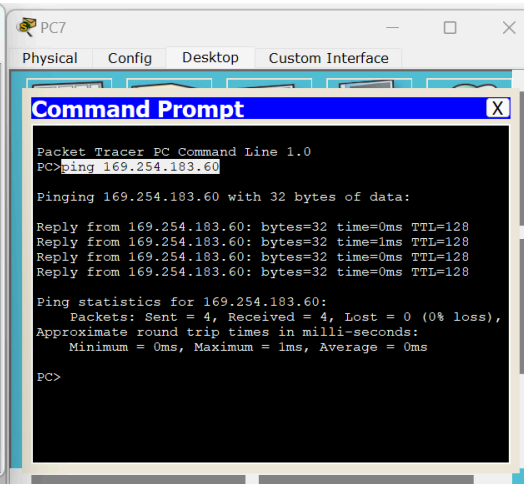 PC7
Physical Config Desktop Custom Interface
Command Prompt X
Packet Tracer PC Command Line 1.0
PC>ping 169.254.183.60
Pinging 169.254.183.60 with 32 bytes of data:
Reply from 169.254.183.60: bytes=32 time=0ms TTL=128
Reply from 169.254.183.60: bytes=32 time=1ms TTL=128
Reply from 169.254.183.60: bytes=32 time=0ms TTL=128
Reply from 169.254.183.60: bytes=32 time=0ms TTL=128
Ping statistics for 169.254.183.60:
Packets: Sent = 4, Received = 4, Lost = 0 (0% loss),
Approximate round trip times in milli-seconds:
Minimum = 0ms, Maximum = 1ms, Average = 0ms
PC>